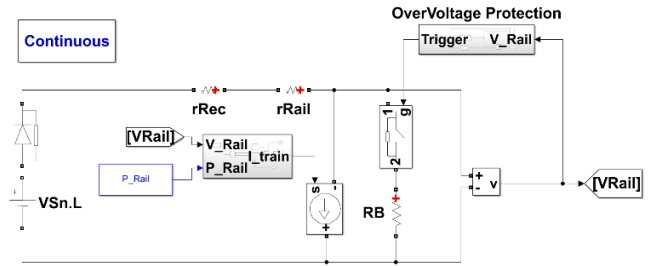 OverVoltage Protection
Continuous
Trigger V_Rail
rRec rRail
[VRail]
V_Rail
I_train
P_Rail
P_Rail
1 g
2
s -
+
VSn.L
+
RB
+
-
v
[VRail]